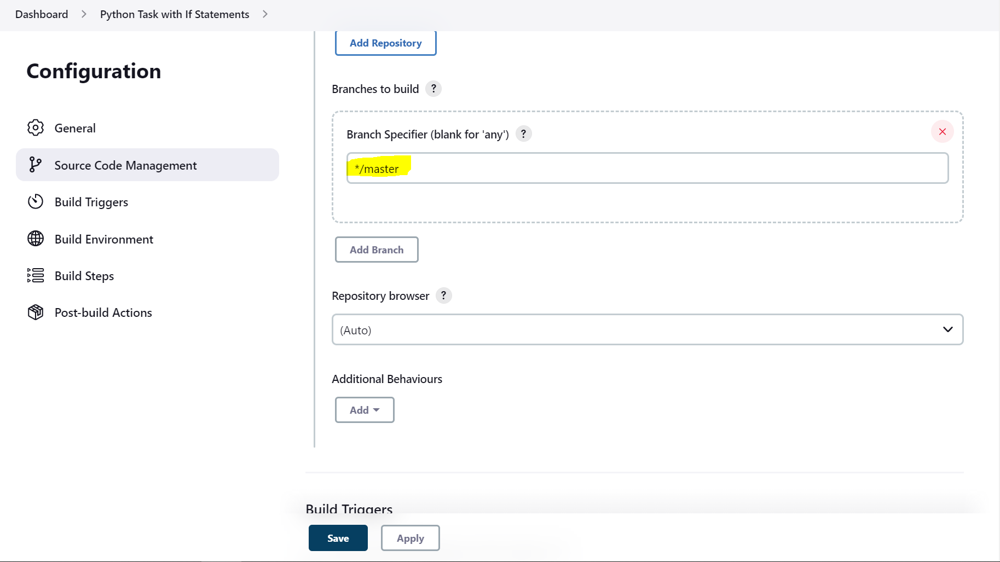 Dashboard > Python Task with If Statements >
Configuration
General
Source Code Management
Build Triggers
Build Environment
Build Steps
Post-build Actions
Add Repository
Branches to build ?
Branch Specifier (blank for 'any') ?
*/master
Add Branch
Repository browser ?
(Auto)
Additional Behaviours
Add
Build Triggers
Save Apply